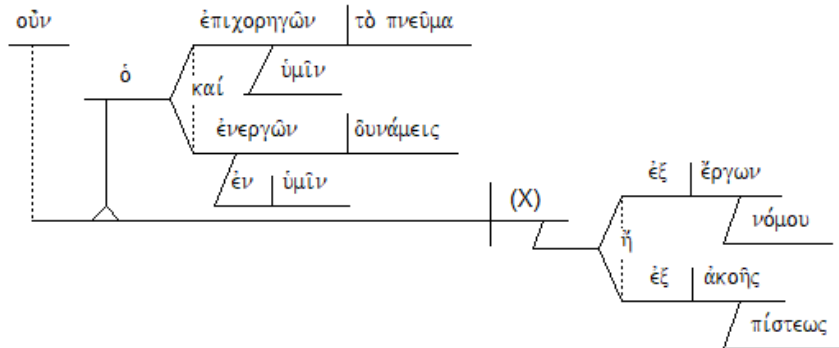 οὖν ἐπιχορηγῶν τὸ πνεῦμα
ὁ ὑμῖν
καί
ἐνεργῶν δυνάμεις
ἐν ὑμῖν
(X) ἐξ ἔργων
νόμου
ἤ
ἐξ ἀκοῆς
πίστεως